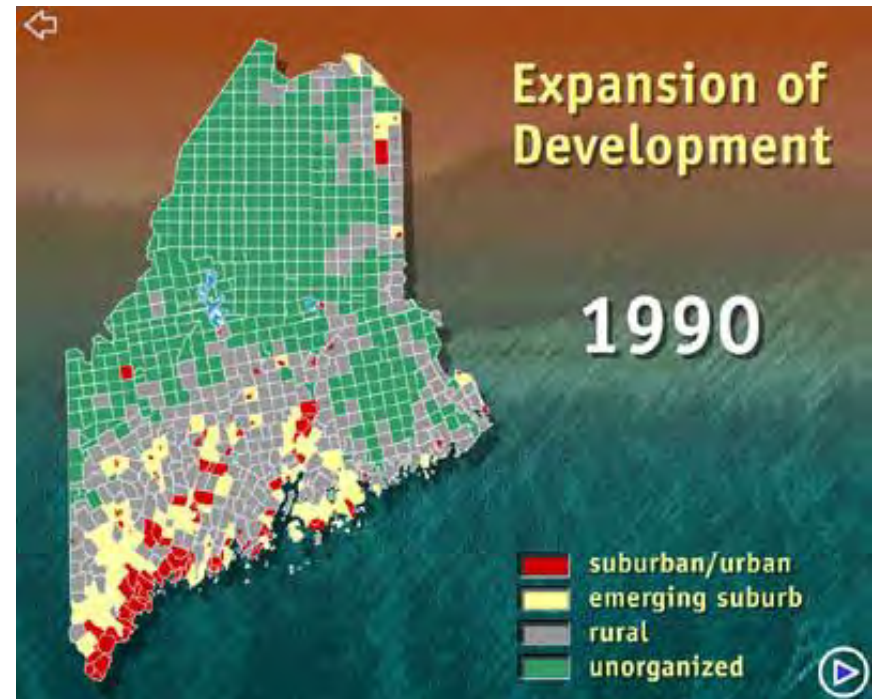 Expansion of
Development
1990
suburban/urban
emerging suburb
rural
unorganized